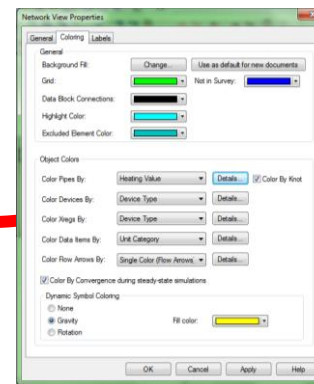 Network View Properties
General Coloring Labels
General
Background Fill: Change... Use as default for new documents
Grid: Not in Survey:
Data Block Connections:
Highlight Color:
Excluded Element Color:
Object Colors
Color Pipes By: Heating Value Details... Color By Knot
Color Devices By: Device Type Details...
Color Xregs By: Device Type Details...
Color Data Items By: Unit Category Details...
Color Flow Arrows By: Single Color (Flow Arrows Details...
Color By Convergence during steady-state simulations
Dynamic Symbol Coloring
None
Gravity Fill color:
Rotation
OK Cancel Apply Help